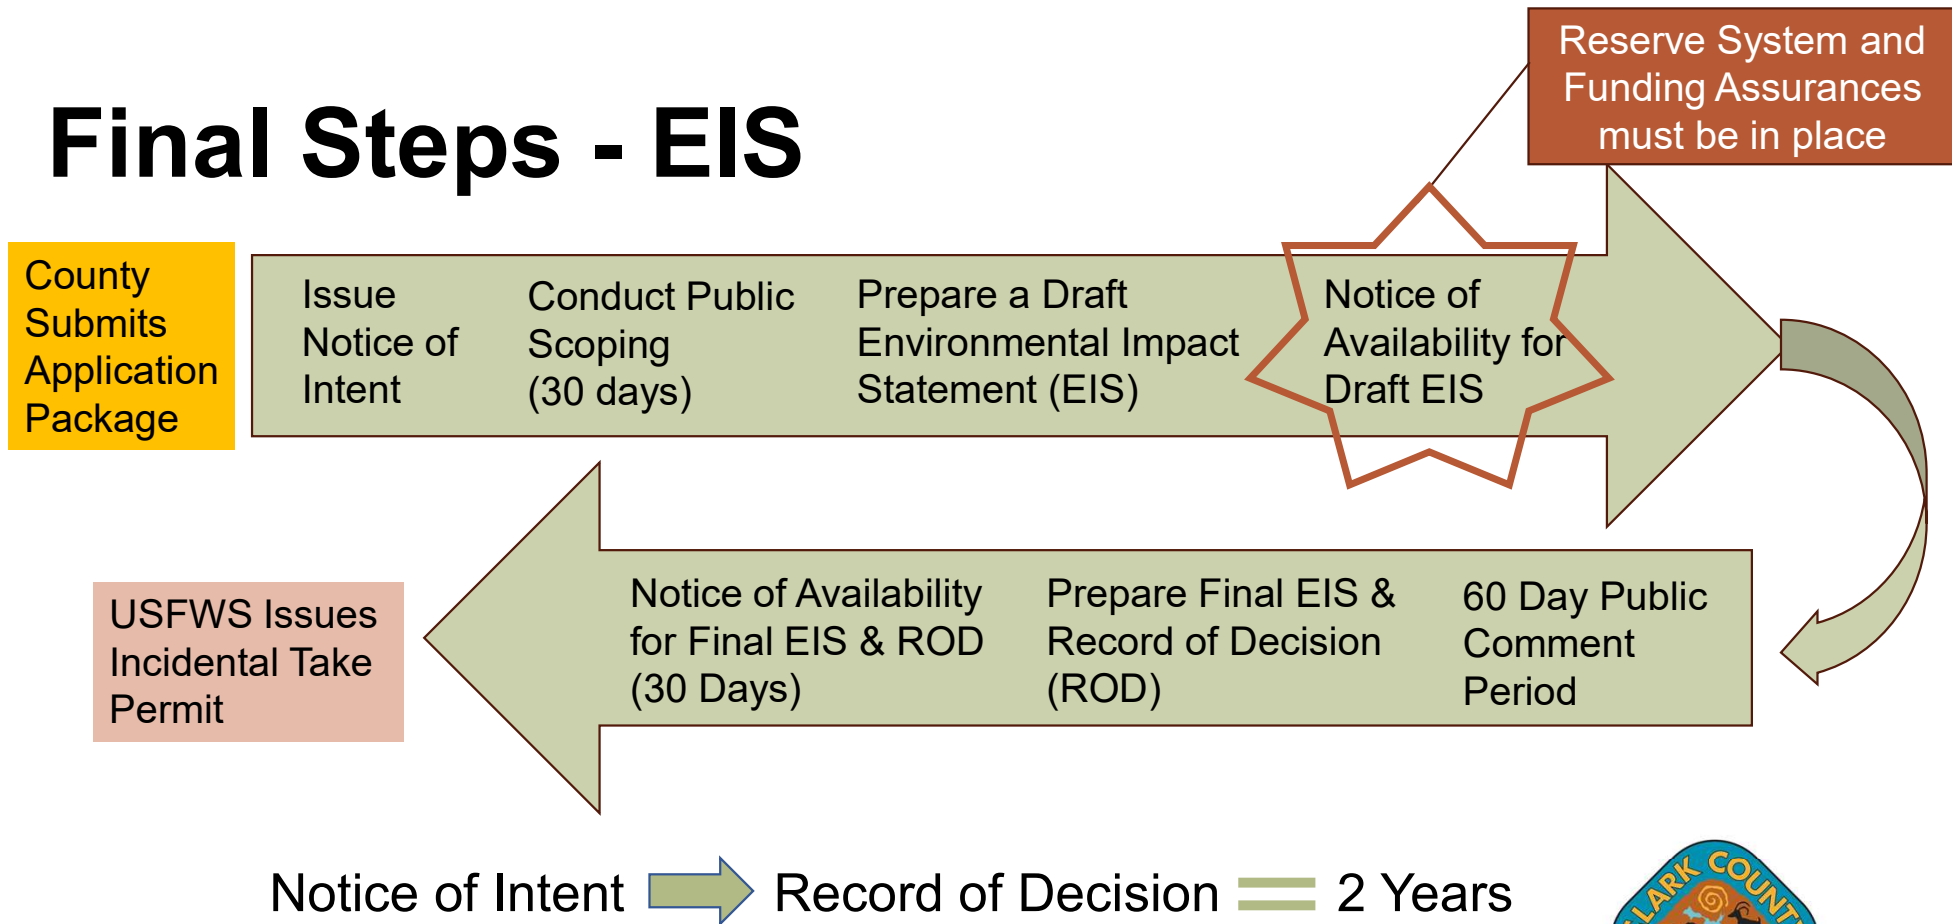 Reserve System and
Funding Assurances
must be in place
Final Steps - EIS
County
Submits
Application
Package
Issue
Notice of
Intent
Conduct Public
Scoping
(30 days)
Prepare a Draft
Environmental Impact
Statement (EIS)
Notice of
Availability for
Draft EIS
60 Day Public
Comment
Period
Prepare Final EIS &
Record of Decision
(ROD)
Notice of Availability
for Final EIS & ROD
(30 Days)
USFWS Issues
Incidental Take
Permit
Notice of Intent
Record of Decision
2 Years